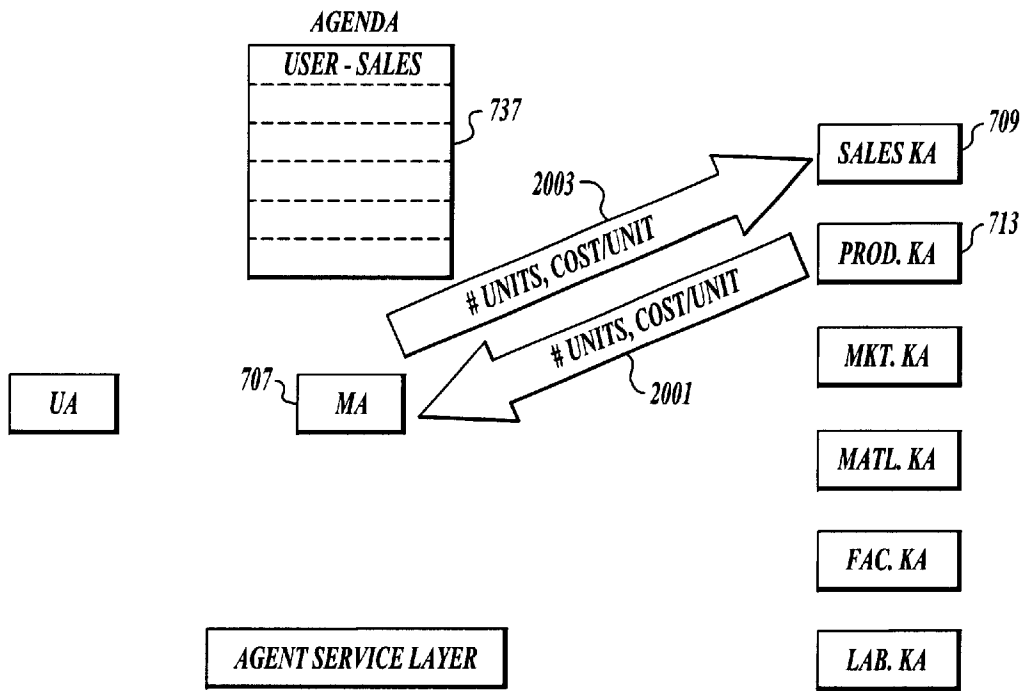 AGENDA
USER - SALES
737
709
SALES KA
2003
# UNITS, COST/UNIT
713
PROD. KA
# UNITS, COST/UNIT
2001
MKT. KA
UA
707
MA
MATL. KA
FAC. KA
AGENT SERVICE LAYER
LAB. KA